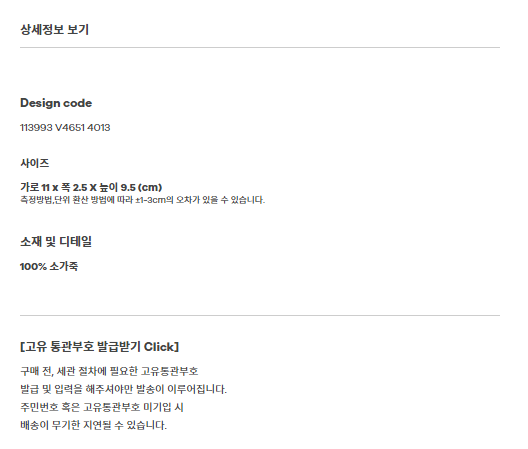 상세정보 보기
Design code
113993 V4651 4013
사이즈
가로 11 x 폭 2.5 X 높이 9.5 (cm)
측정방법,단위 환산 방법에 따라 ±1-3cm의 오차가 있을 수 있습니다.
소재 및 디테일
100% 소가죽
[고유 통관부호 발급받기 Click]
구매 전, 세관 절차에 필요한 고유통관부호
발급 및 입력을 해주셔야만 발송이 이루어집니다.
주민번호 혹은 고유통관부호 미기입 시
배송이 무기한 지연될 수 있습니다.